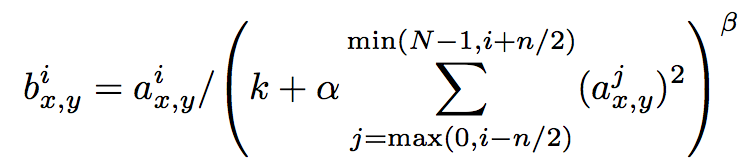 b^i_{x,y} = a^i_{x,y} / \left( k + \alpha \sum_{j=\max(0,i-n/2)}^{\min(N-1,i+n/2)} (a^j_{x,y})^2 \right)^\beta